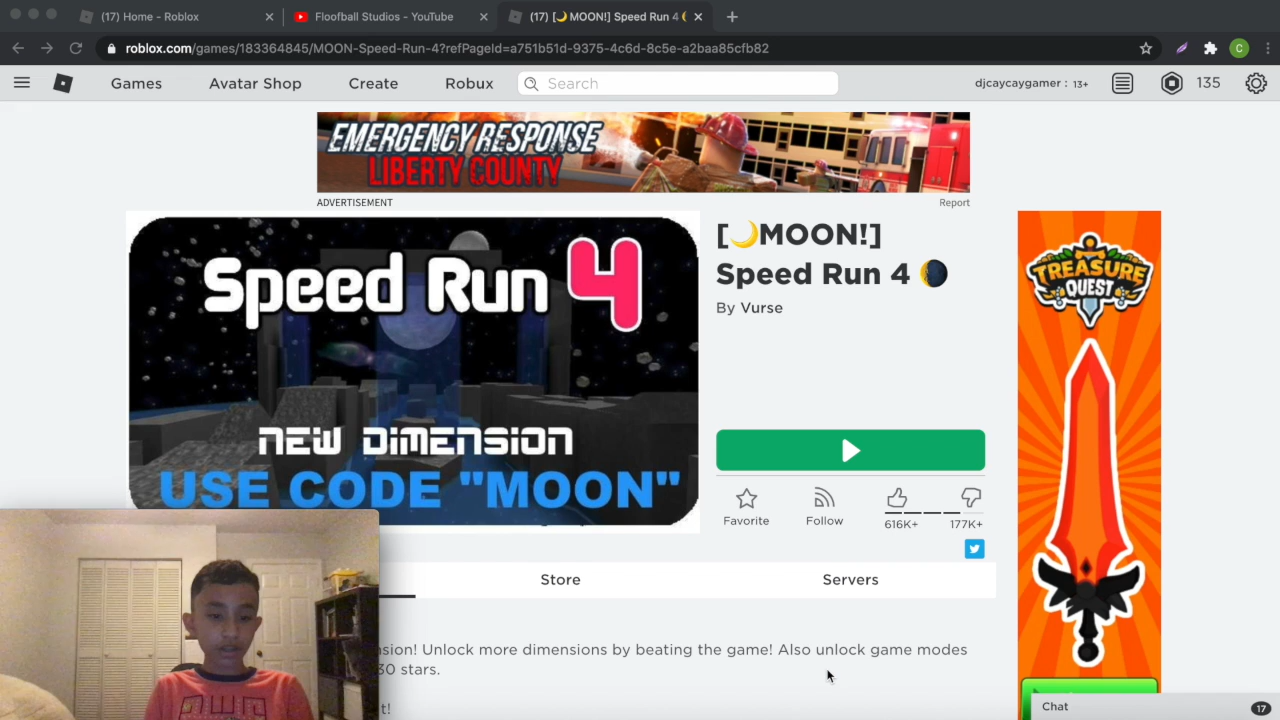 (17) Home - Roblox
Floofball Studios - YouTube
(17) [🌙 MOON!] Speed Run 4
roblox.com/games/183364845/MOON-Speed-Run-4?refPageId=a751b51d-9375-4c6d-8c5e-a2baa85cfb82
C
Games
Avatar Shop
Create
Robux
Search
djcaycaygamer : 13+
135
EMERGENCY RESPONSE
LIBERTY COUNTY
ADVERTISEMENT
Report
Speed Run 4
NEW DIMENSION
USE CODE "MOON"
[🌙MOON!]
Speed Run 4 🌘
By Vurse
Favorite
Follow
616K+
177K+
TREASURE
QUEST
Store
Servers
nsion! Unlock more dimensions by beating the game! Also unlock game modes
30 stars.
t!
Chat
17